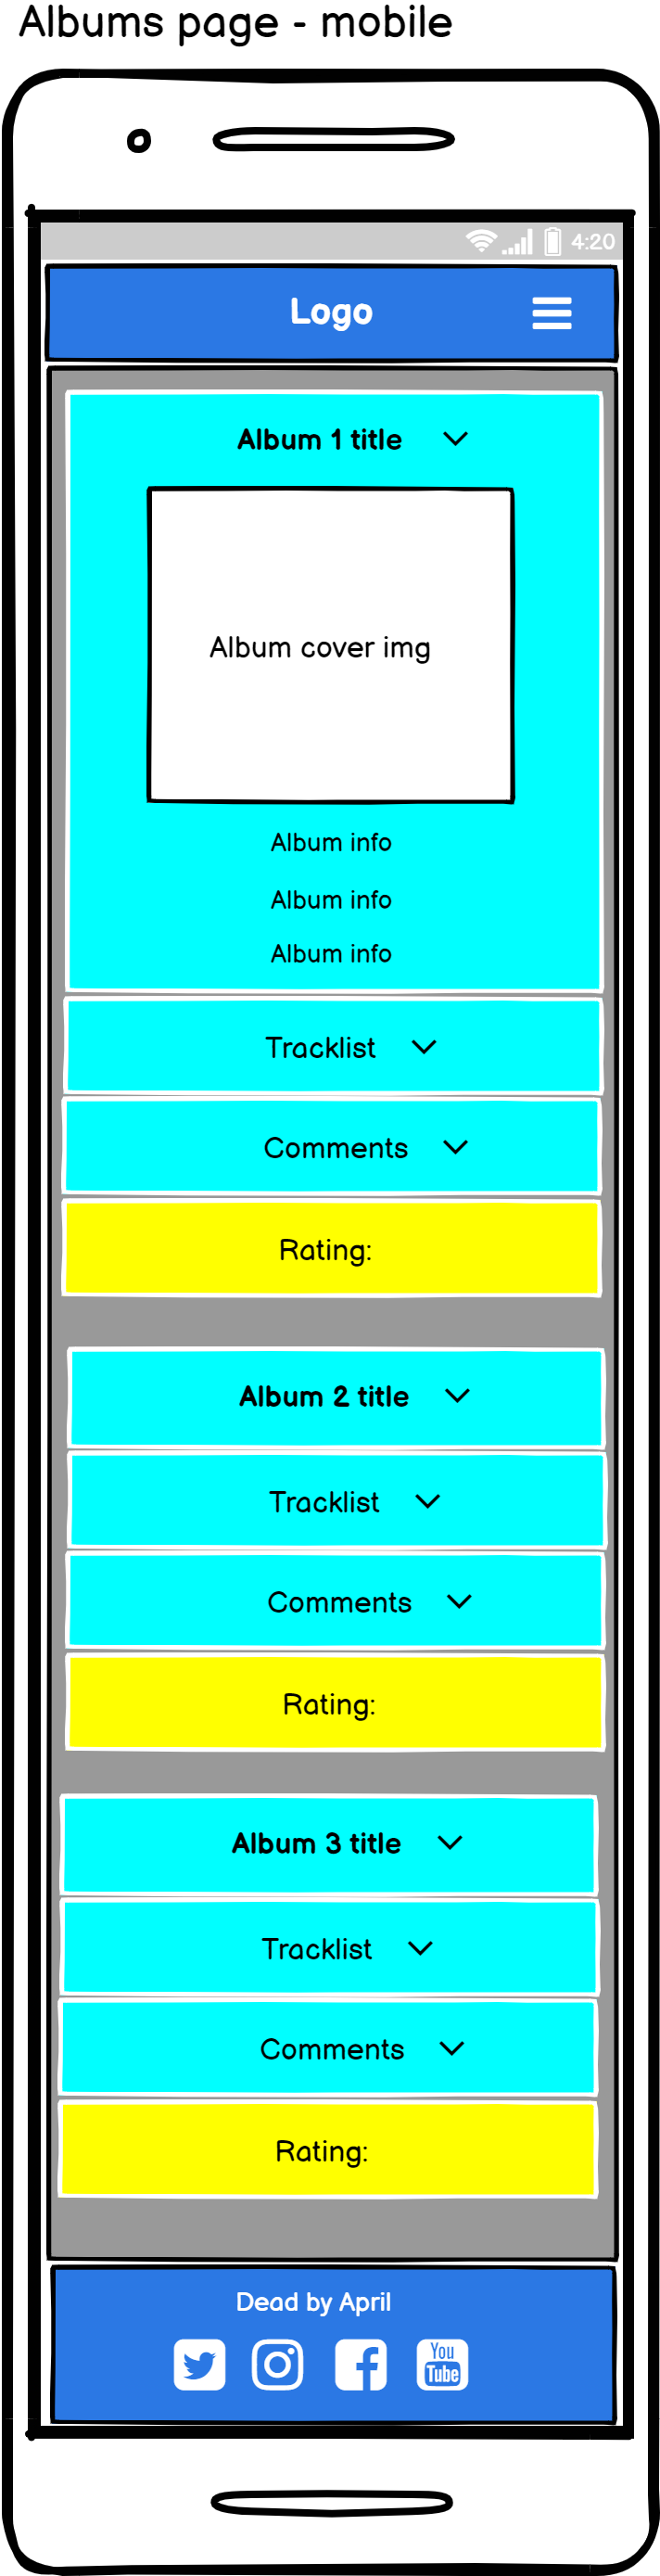 Albums page - mobile
4:20
Logo
Album 1 title
Album cover img
Album info
Album info
Album info
Tracklist
Comments
Rating:
Album 2 title
Tracklist
Comments
Rating:
Album 3 title
Tracklist
Comments
Rating:
Dead by April
You
Tube